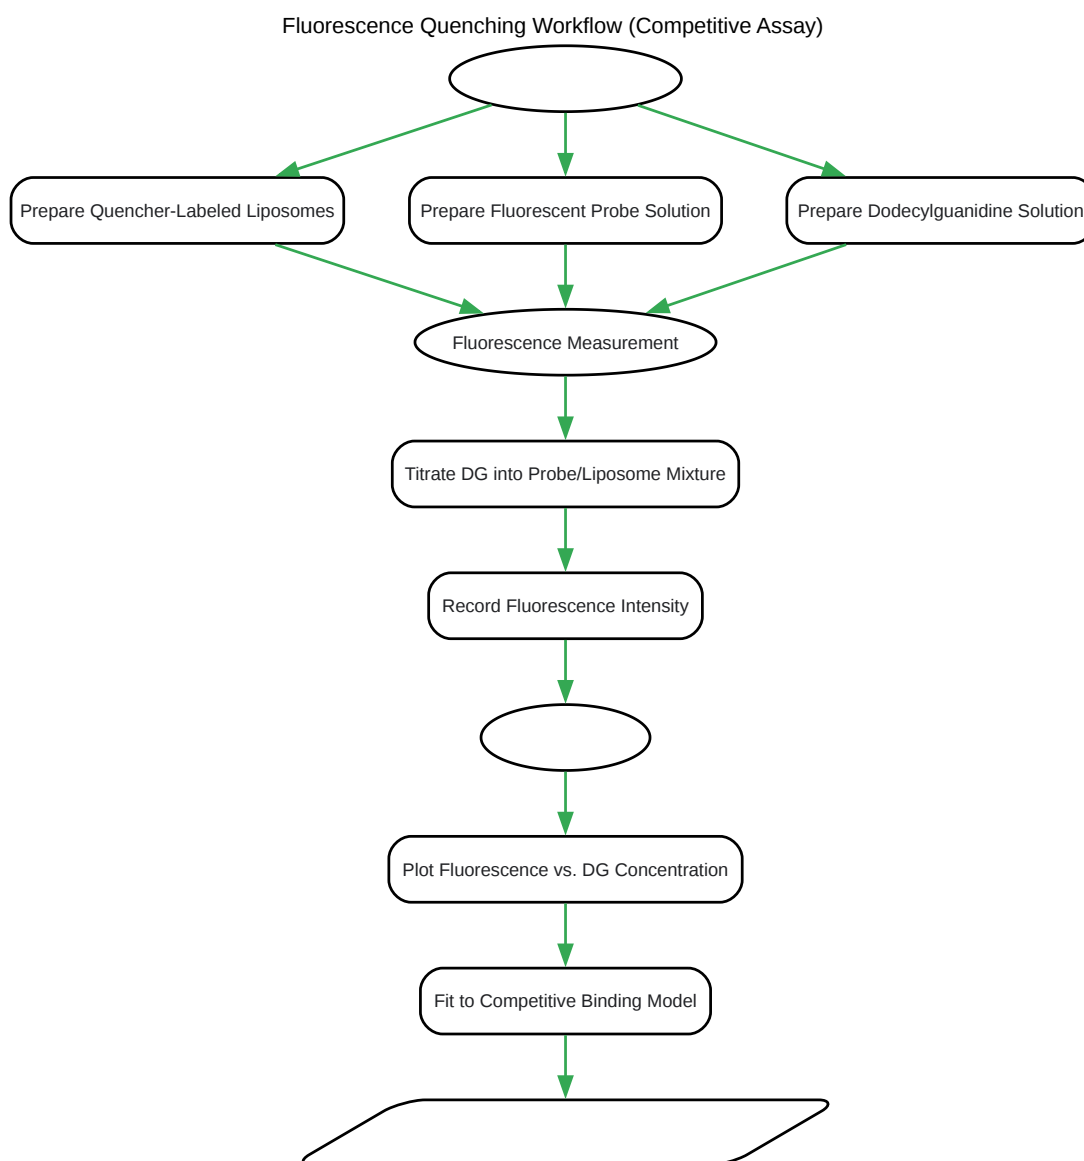 Fluorescence Quenching Workflow (Competitive Assay)
Prepare Quencher-Labeled Liposomes
Prepare Fluorescent Probe Solution
Prepare Dodecylguanidine Solution
Fluorescence Measurement
Titrate DG into Probe/Liposome Mixture
Record Fluorescence Intensity
Plot Fluorescence vs. DG Concentration
Fit to Competitive Binding Model